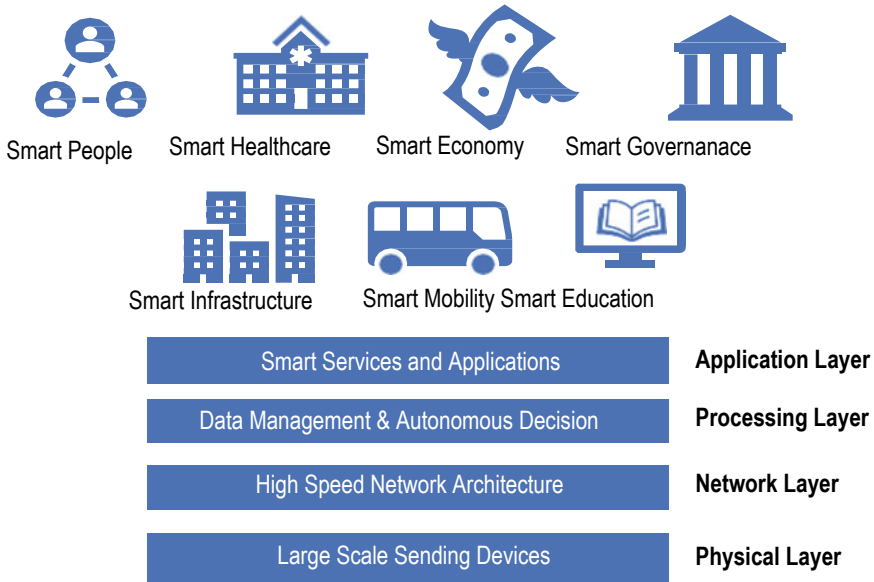 Smart People Smart Healthcare Smart Economy Smart Governanace
Smart Infrastructure Smart Mobility Smart Education
Smart Services and Applications Application Layer
Data Management & Autonomous Decision Processing Layer
High Speed Network Architecture Network Layer
Large Scale Sending Devices Physical Layer